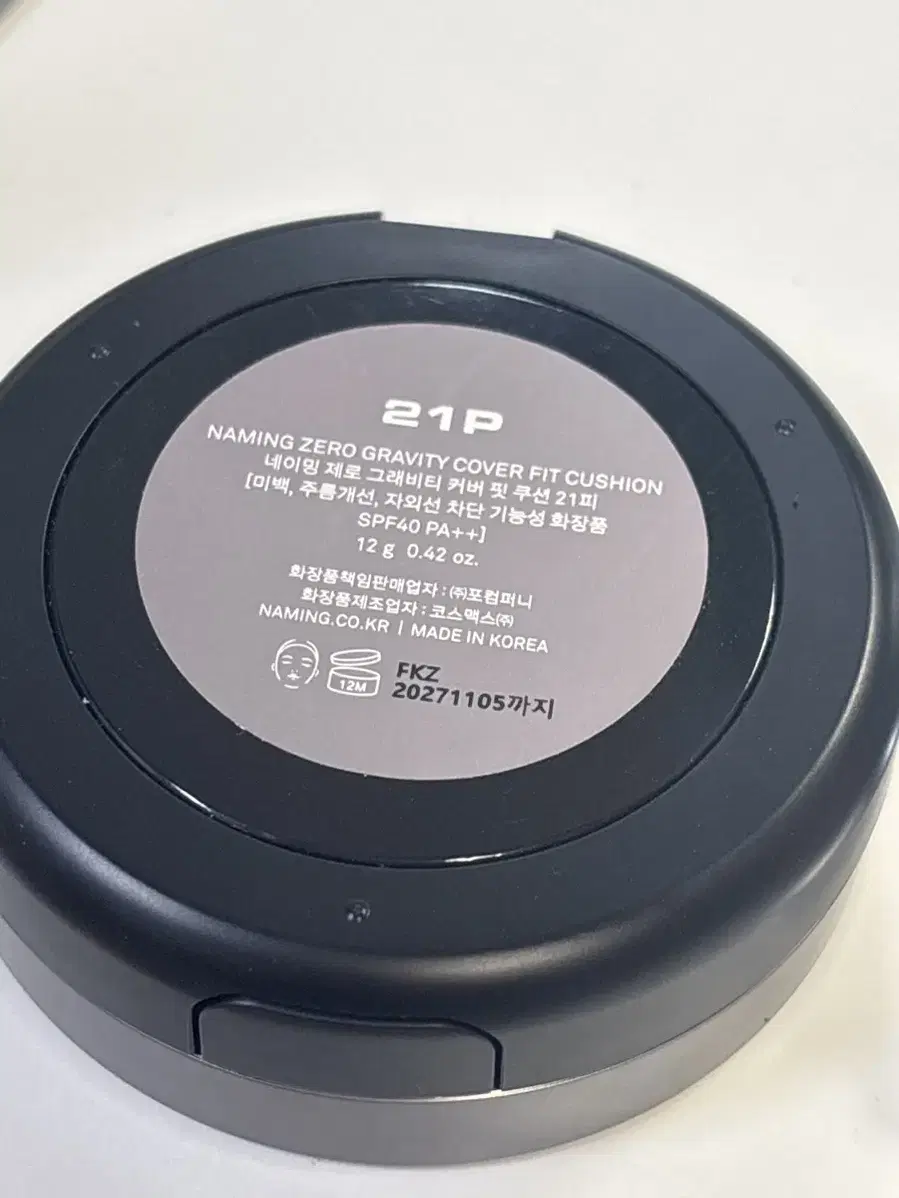 21P
NAMING ZERO GRAVITY COVER FIT CUSHION
네이밍 제로 그래비티 커버 핏 쿠션 21피
[미백, 주름개선, 자외선 차단 기능성 화장품
SPF40 PA++]
12 g 0.42 oz.
화장품책임판매업자 : ㈜포컴퍼니
화장품제조업자 : 코스맥스㈜
NAMING.CO.KR | MADE IN KOREA
12M
FKZ
20271105까지